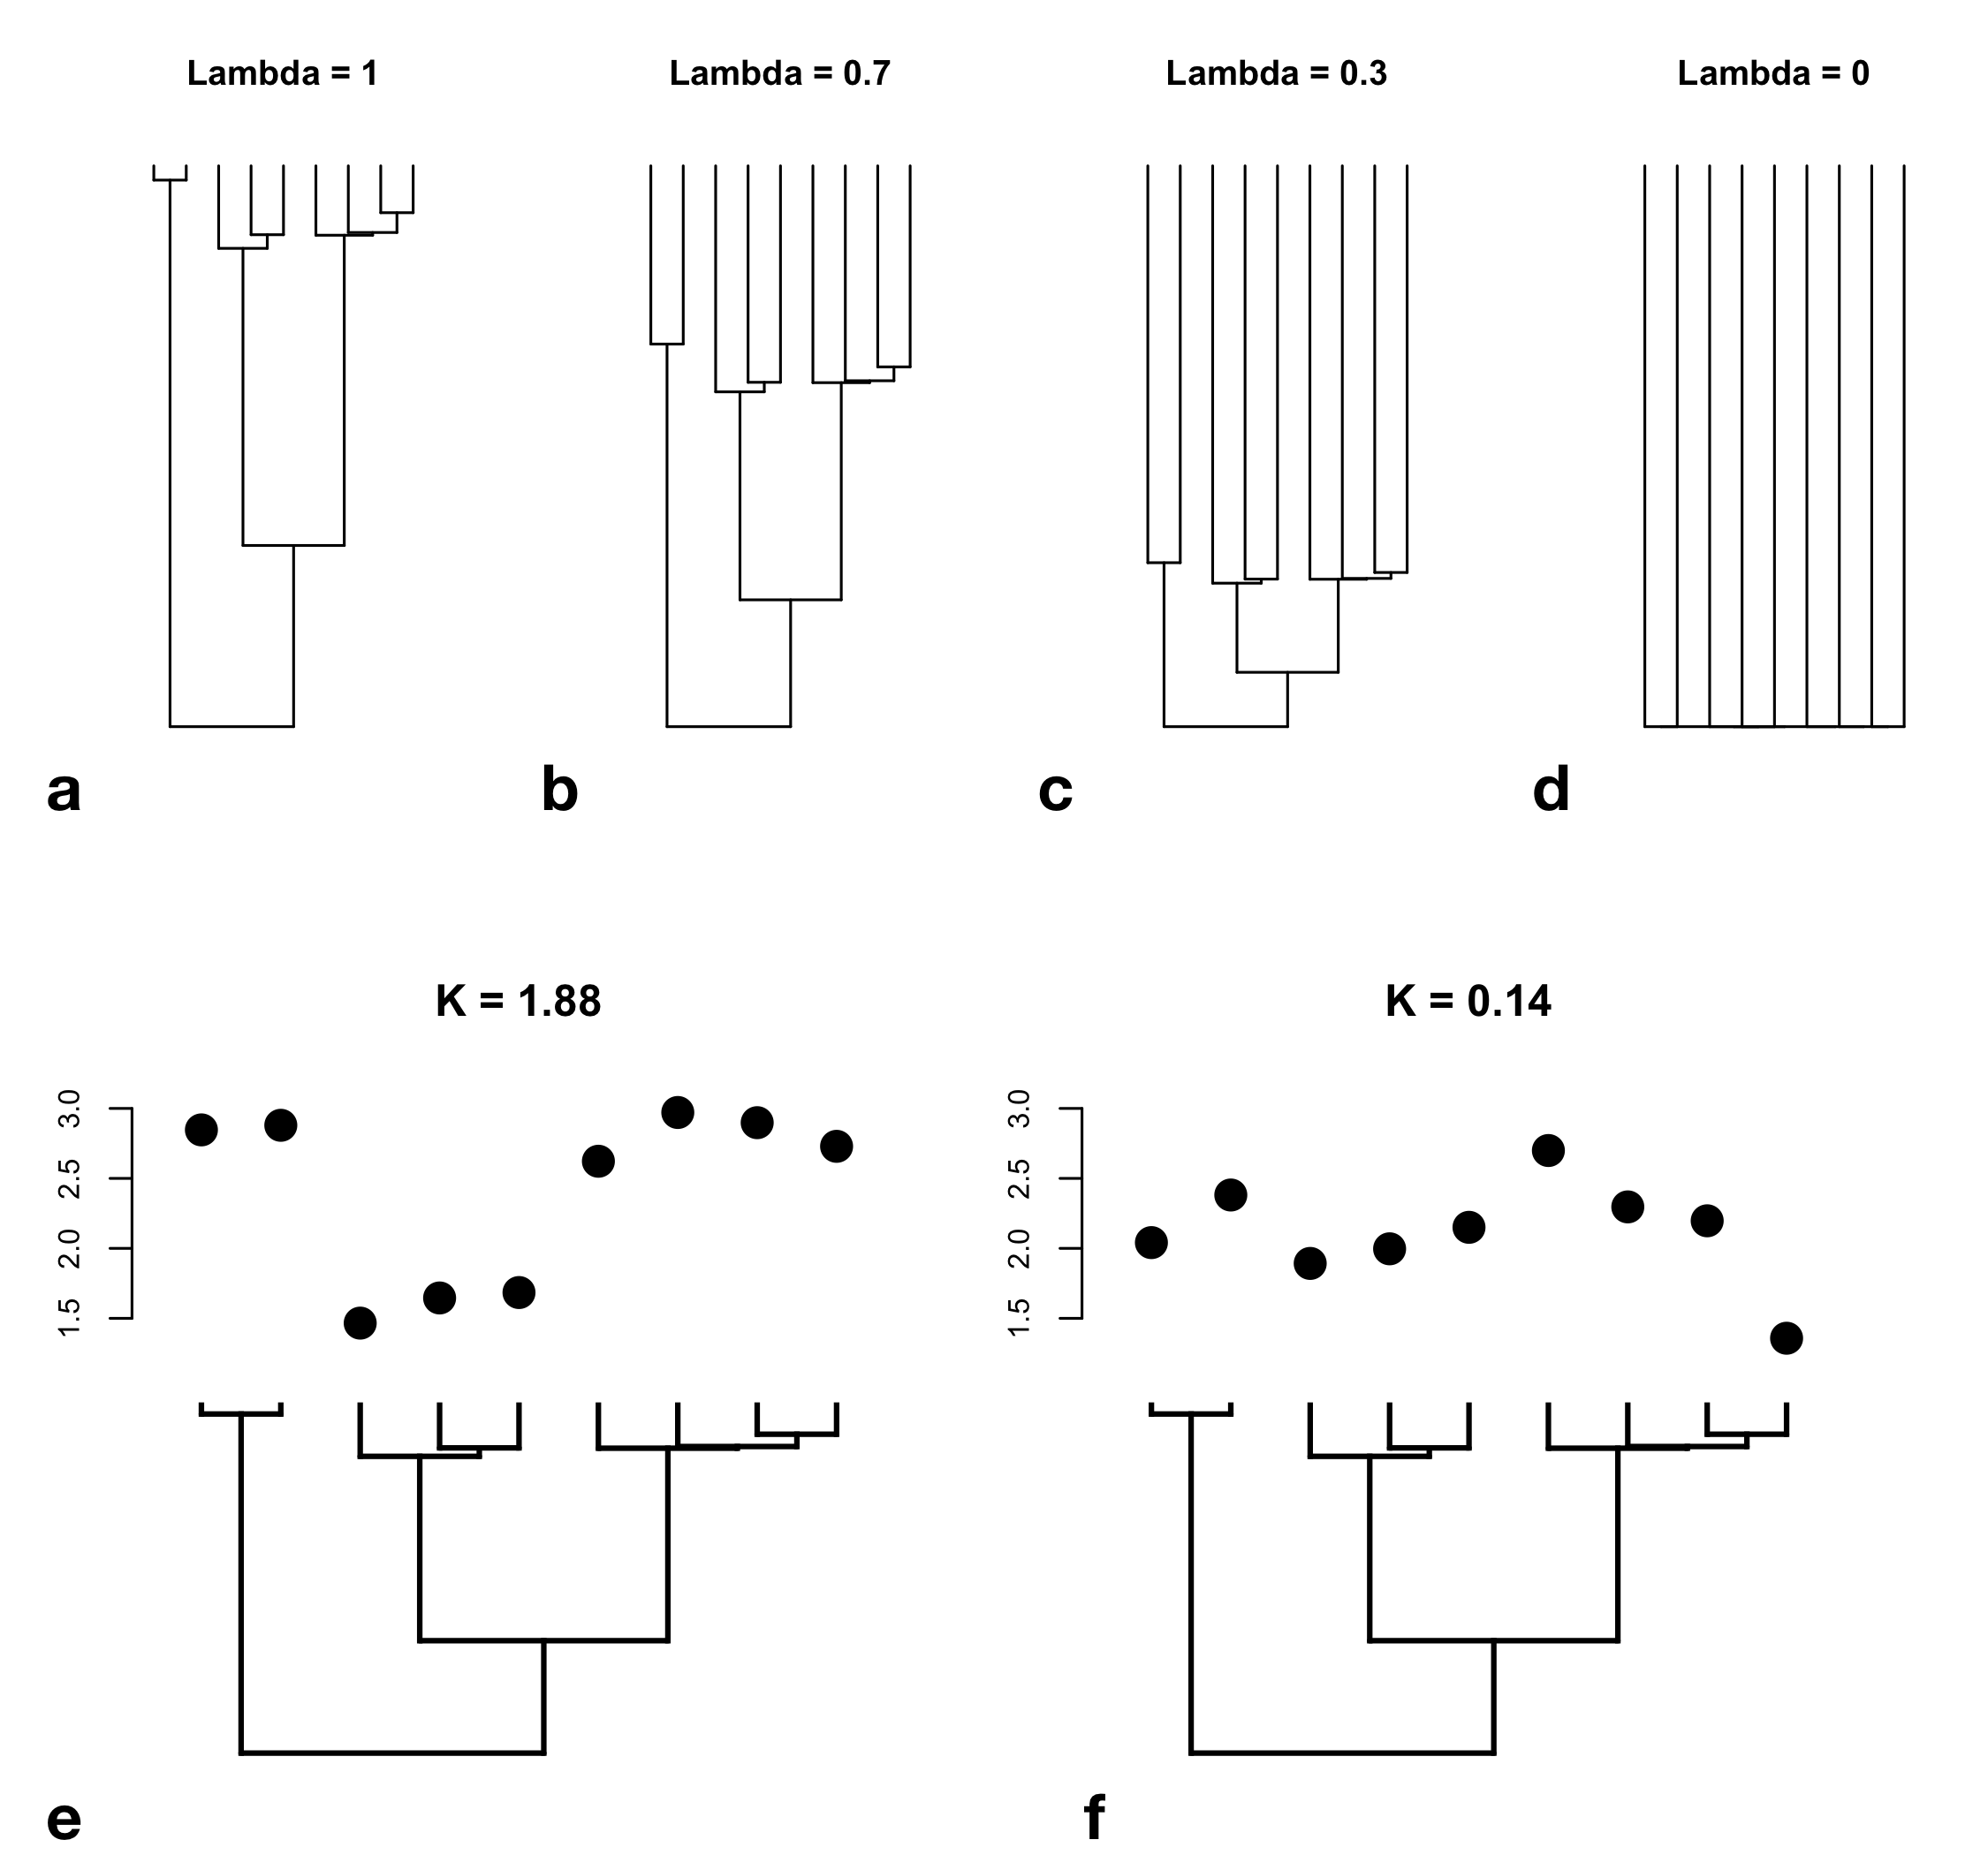 Lambda = 1
Lambda = 0.7
Lambda = 0.3
Lambda = 0
a
b
c
d
K = 1.88
3.0
2.5
2.0
1.5
e
K = 0.14
3.0
2.5
2.0
1.5
f